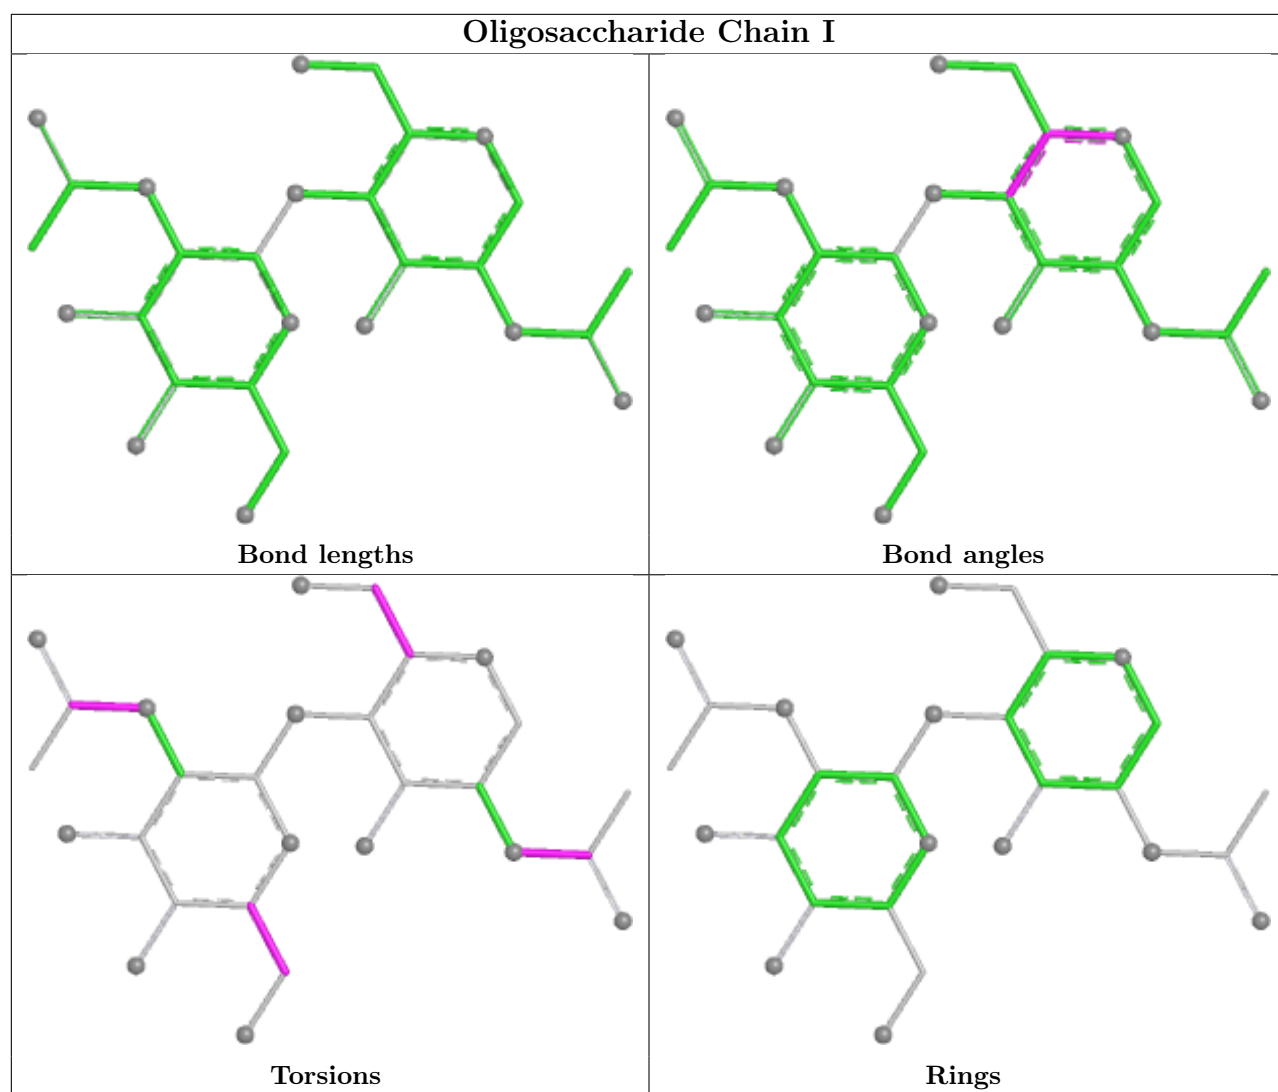 Oligosaccharide Chain I
Bond lengths
Bond angles
Torsions
Rings